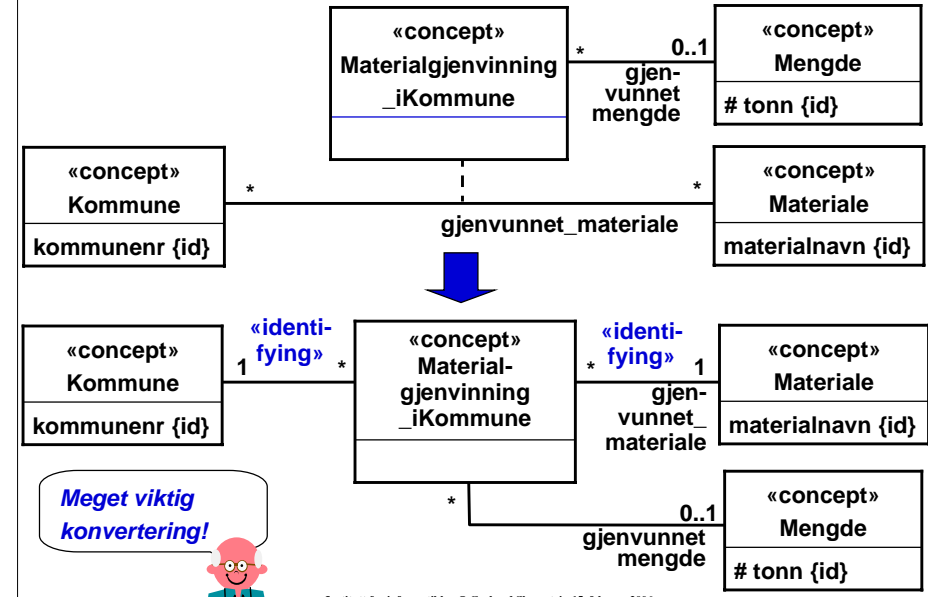 «concept»
Materialgjenvinning
_iKommune
*
0..1
gjen-
vunnet
mengde
«concept»
Mengde
# tonn {id}
«concept»
Kommune
kommunenr {id}
*
*
gjenvunnet_materiale
«concept»
Materiale
materialnavn {id}
«concept»
Kommune
kommunenr {id}
«identi-
fying»
1
*
«concept»
Material-
gjenvinning
_iKommune
«identi-
fying»
*
1
gjen-
vunnet_
materiale
«concept»
Materiale
materialnavn {id}
*
0..1
gjenvunnet
mengde
«concept»
Mengde
# tonn {id}
Meget viktig
konvertering!